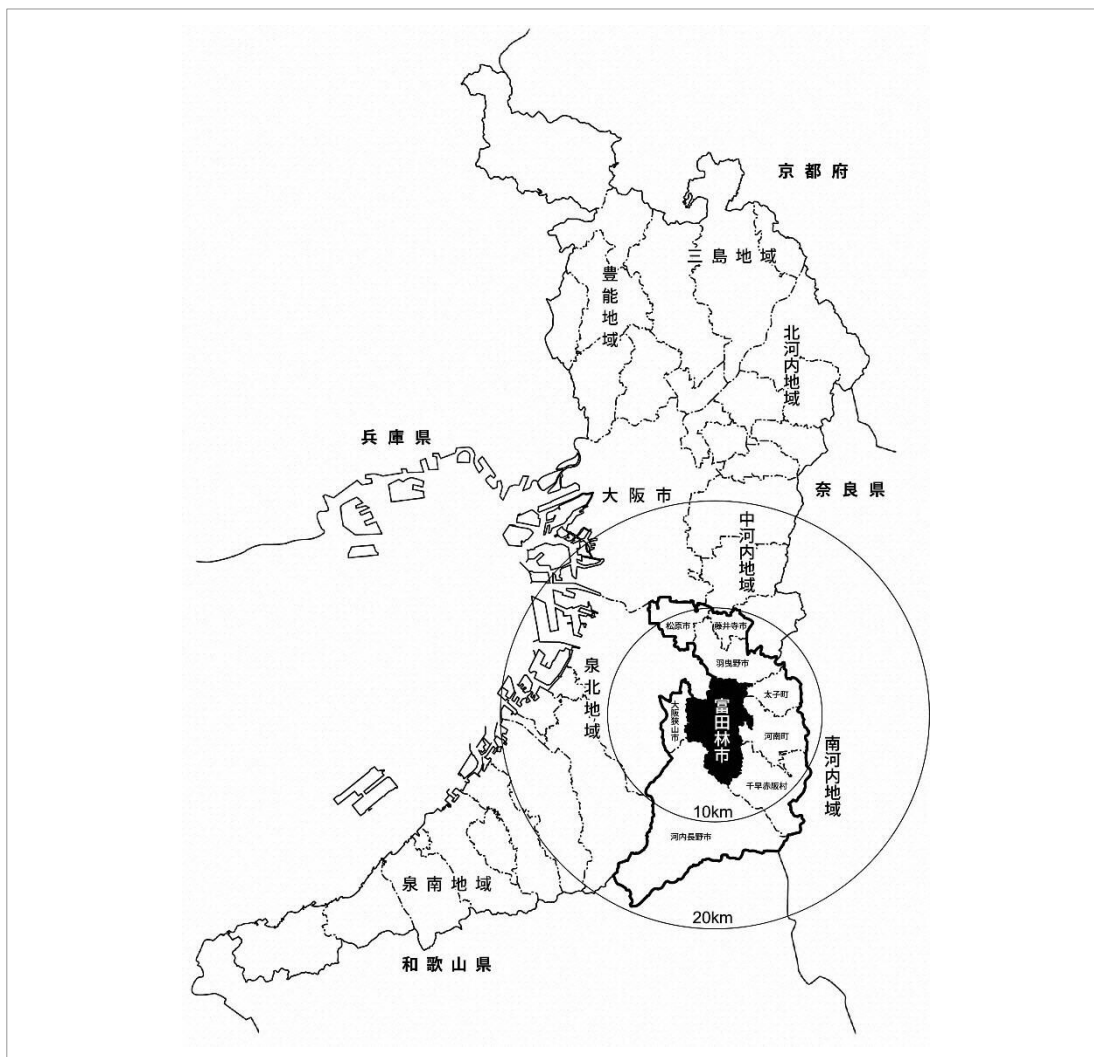 京都府
三島地域
豊能地域
北河内地域
兵庫県
大阪市
奈良県
中河内地域
松原市
藤井寺市
羽曳野市
泉北地域
太子町
大阪狭山市
富田林市
河南町
南河内地域
千早赤阪村
10km
河内長野市
泉南地域
20km
和歌山県